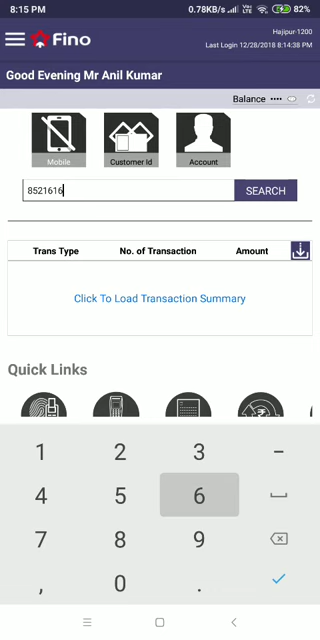 8:15 PM 0.78KB/s VoLTE 82%
Fino
Hajipur-1200
Last Login 12/28/2018 8:14:38 PM
Good Evening Mr Anil Kumar
Balance ••••
Mobile Customer Id Account
8521616 SEARCH
Trans Type No. of Transaction Amount
Click To Load Transaction Summary
Quick Links
1 2 3 -
4 5 6
7 8 9
, 0 .